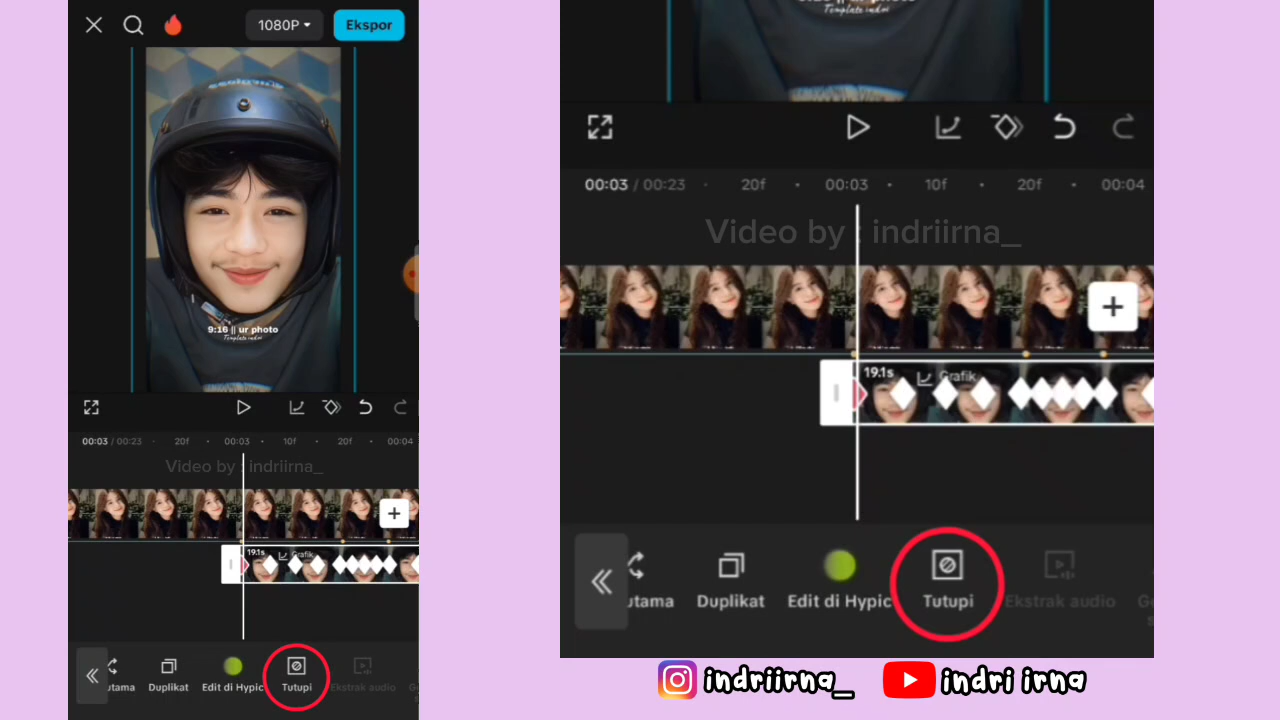 1080P
Ekspor
9:16 || ur photo
Template indri
00:03 / 00:23
20f
00:03
10f
20f
00:04
Video by : indriirna_
19.1s
Grafik
utama
Duplikat
Edit di Hypic
Tutupi
Ekstrak audio
00:03 / 00:23
20f
00:03
10f
20f
00:04
Video by : indriirna_
19.1s
Grafik
utama
Duplikat
Edit di Hypic
Tutupi
Ekstrak audio
indriirna_
indri irna